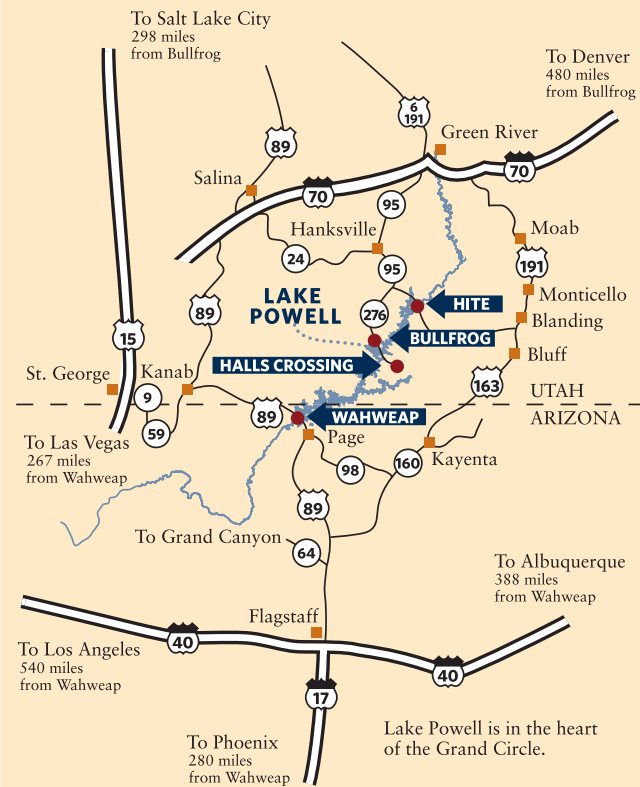 To Salt Lake City
298 miles
from Bullfrog
To Denver
480 miles
from Bullfrog
6
191
Green River
89
70
Salina
70
95
Hanksville
Moab
24
95
191
LAKE
POWELL
HITE
Monticello
89
276
Blanding
15
BULLFROG
Bluff
HALLS CROSSING
St. George
Kanab
163
9
UTAH
89
WAHWEAP
ARIZONA
59
Page
To Las Vegas
267 miles
from Wahweap
Kayenta
98
160
89
To Grand Canyon
64
To Albuquerque
388 miles
from Wahweap
Flagstaff
40
To Los Angeles
540 miles
from Wahweap
40
17
Lake Powell is in the heart
of the Grand Circle.
To Phoenix
280 miles
from Wahweap